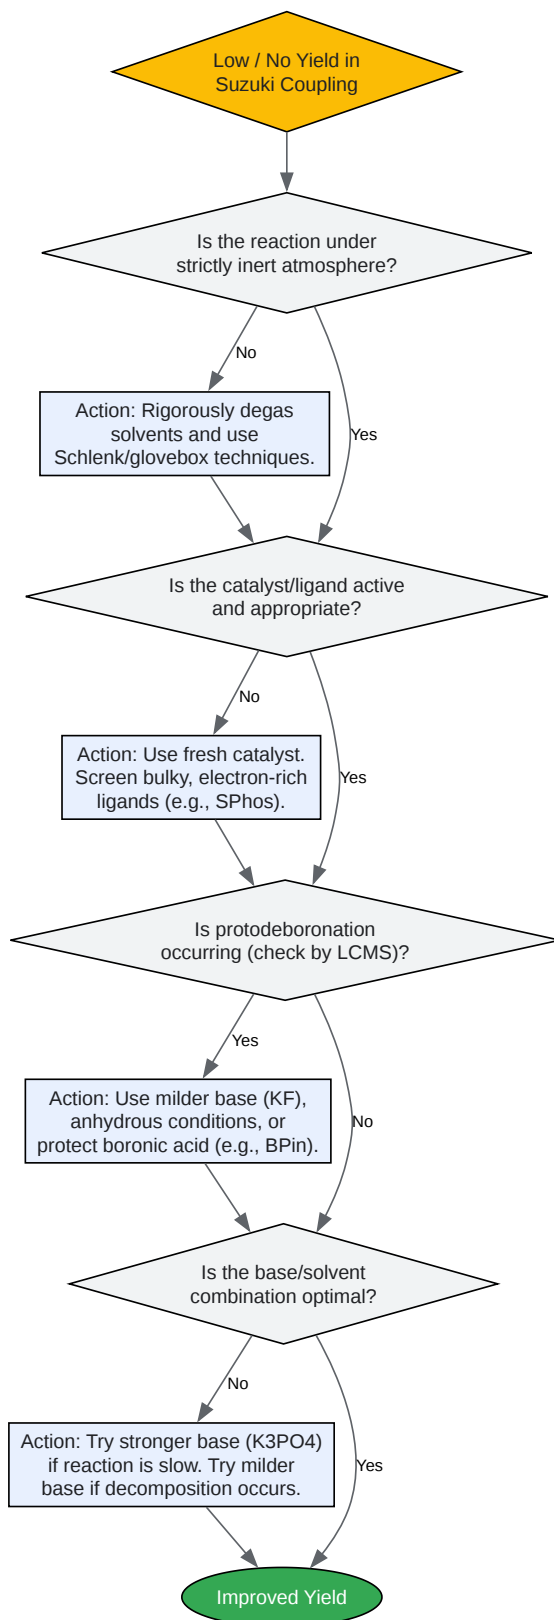 Low / No Yield in
Suzuki Coupling
Is the reaction under
strictly inert atmosphere?
No
Action: Rigorously degas
solvents and use
Schlenk/glovebox techniques.
Yes
Is the catalyst/ligand active
and appropriate?
No
Action: Use fresh catalyst.
Screen bulky, electron-rich
ligands (e.g., SPhos).
Yes
Is protodeboronation
occurring (check by LCMS)?
Yes
Action: Use milder base (KF),
anhydrous conditions, or
protect boronic acid (e.g., BPin).
No
Is the base/solvent
combination optimal?
No
Action: Try stronger base (K3PO4)
if reaction is slow. Try milder
base if decomposition occurs.
Yes
Improved Yield